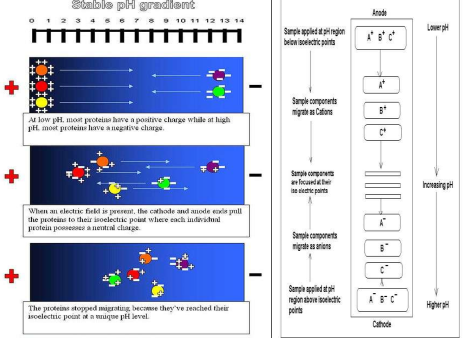 Stable pH gradient
0 1 2 3 4 5 6 7 8 9 10 11 12 13 14
At low pH, most proteins have a positive charge while at high
pH, most proteins have a negative charge.
When an electric field is present, the cathode and anode ends pull
the proteins to their isoelectric point where each individual
protein possesses a neutral charge.
The proteins stopped migrating because they've reached their
isoelectric point at a unique pH level.
Anode
Sample applied at pH region
below isoelectric points
A+ B+ C+
Lower pH
A+
Sample components
migrate as Cations
B+
C+
Sample components
are focused at their
iso electric points
Increasing pH
A-
Sample components
migrate as anions
B-
C-
Sample applied at pH
region above isoelectric
points
A- B- C-
Higher pH
Cathode